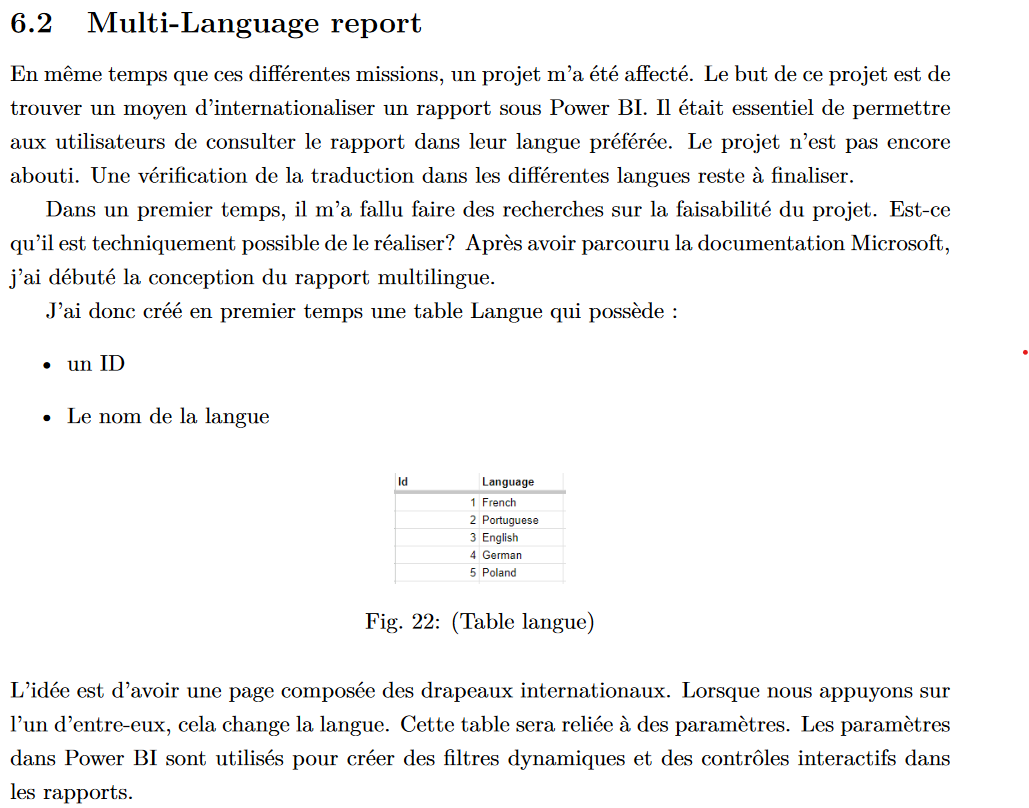 6.2 Multi-Language report
En même temps que ces différentes missions, un projet m'a été affecté. Le but de ce projet est de
trouver un moyen d'internationaliser un rapport sous Power BI. Il était essentiel de permettre
aux utilisateurs de consulter le rapport dans leur langue préférée. Le projet n'est pas encore
abouti. Une vérification de la traduction dans les différentes langues reste à finaliser.
Dans un premier temps, il m'a fallu faire des recherches sur la faisabilité du projet. Est-ce
qu'il est techniquement possible de le réaliser? Après avoir parcouru la documentation Microsoft,
j'ai débuté la conception du rapport multilingue.
J'ai donc créé en premier temps une table Langue qui possède :
• un ID
• Le nom de la langue
Id Language
1 French
2 Portuguese
3 English
4 German
5 Poland
Fig. 22: (Table langue)
L'idée est d'avoir une page composée des drapeaux internationaux. Lorsque nous appuyons sur
l'un d'entre-eux, cela change la langue. Cette table sera reliée à des paramètres. Les paramètres
dans Power BI sont utilisés pour créer des filtres dynamiques et des contrôles interactifs dans
les rapports.